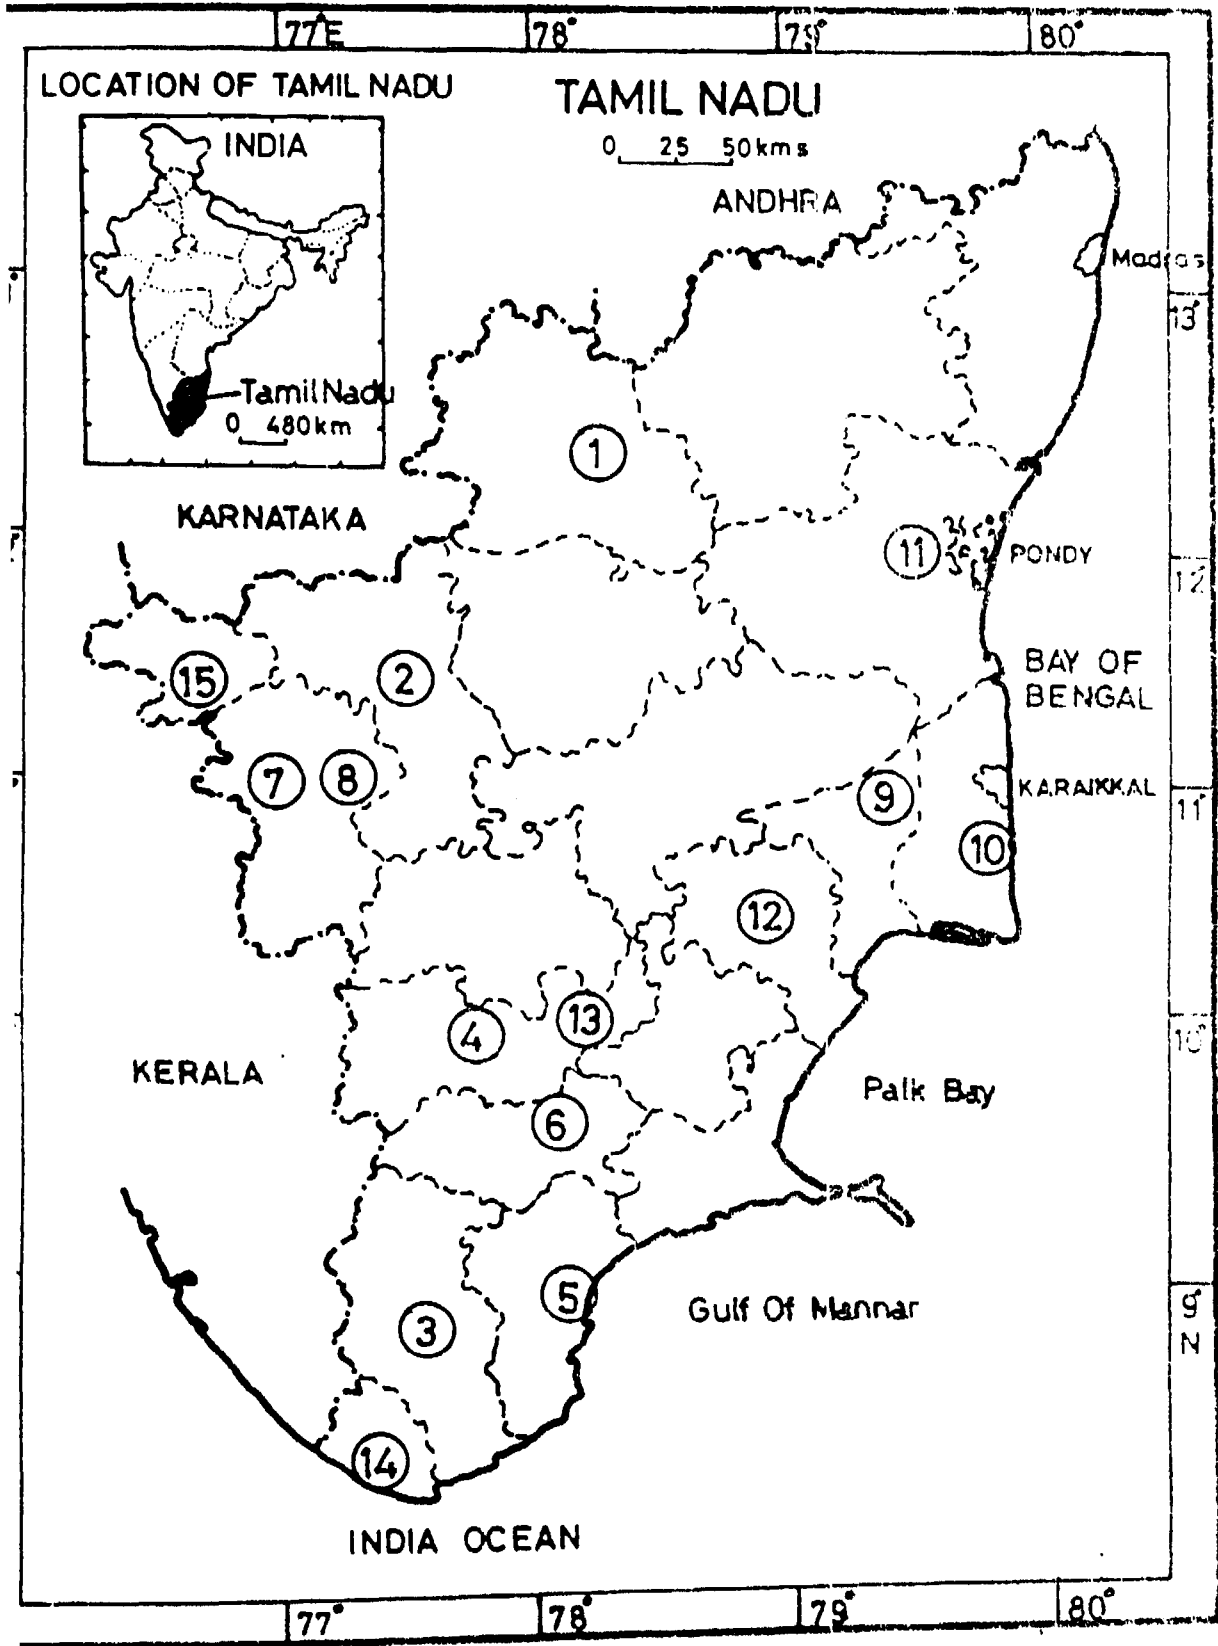 77°E 78° 79° 80°
LOCATION OF TAMIL NADU
TAMIL NADU
0 25 50kms
INDIA
ANDHRA
Madras
13°
Tamil Nadu
0 480km
1
KARNATAKA
11
PONDY
12°
15
2
BAY OF
BENGAL
7
8
9
KARAIKKAL
11°
10
12
4
13
10°
KERALA
Palk Bay
6
5
9°
N
Gulf Of Mannar
3
14
INDIA OCEAN
77° 78° 79° 80°